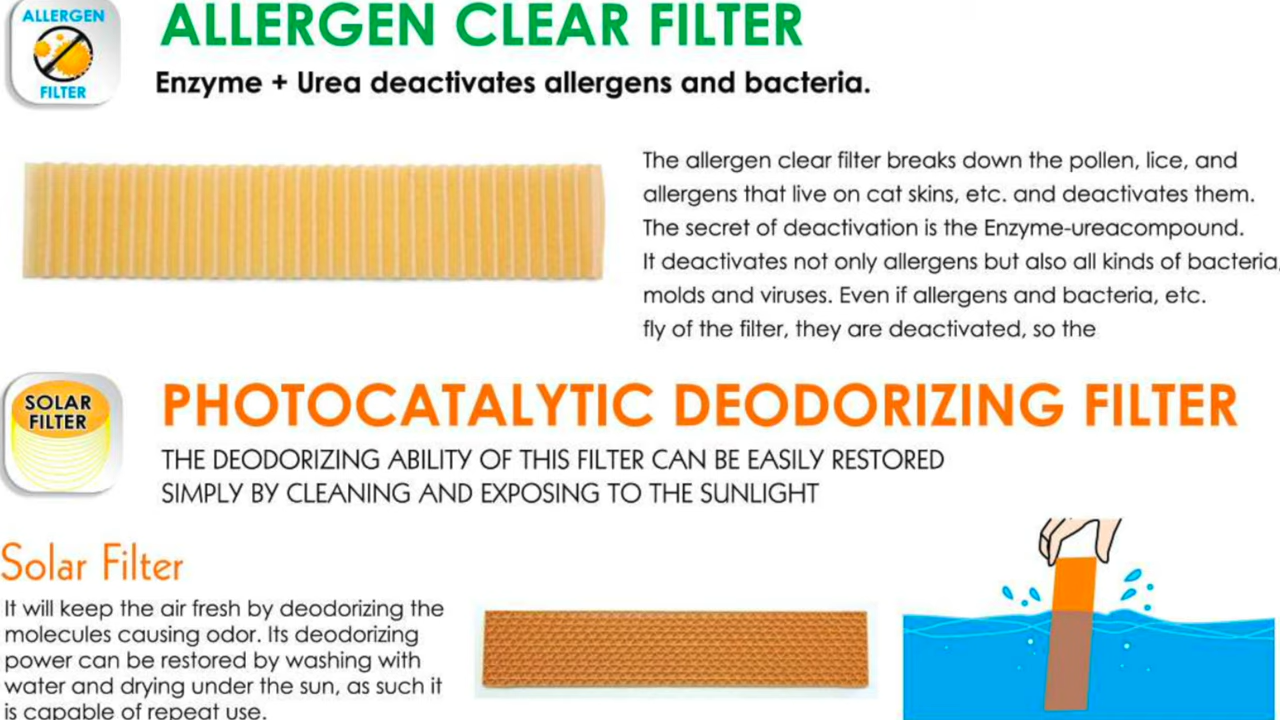 ALLERGEN
FILTER
ALLERGEN CLEAR FILTER
Enzyme + Urea deactivates allergens and bacteria.
The allergen clear filter breaks down the pollen, lice, and
allergens that live on cat skins, etc. and deactivates them.
The secret of deactivation is the Enzyme-ureacompound.
It deactivates not only allergens but also all kinds of bacteria,
molds and viruses. Even if allergens and bacteria, etc.
fly of the filter, they are deactivated, so the
SOLAR
FILTER
PHOTOCATALYTIC DEODORIZING FILTER
THE DEODORIZING ABILITY OF THIS FILTER CAN BE EASILY RESTORED
SIMPLY BY CLEANING AND EXPOSING TO THE SUNLIGHT
Solar Filter
It will keep the air fresh by deodorizing the
molecules causing odor. Its deodorizing
power can be restored by washing with
water and drying under the sun, as such it
is capable of repeat use.